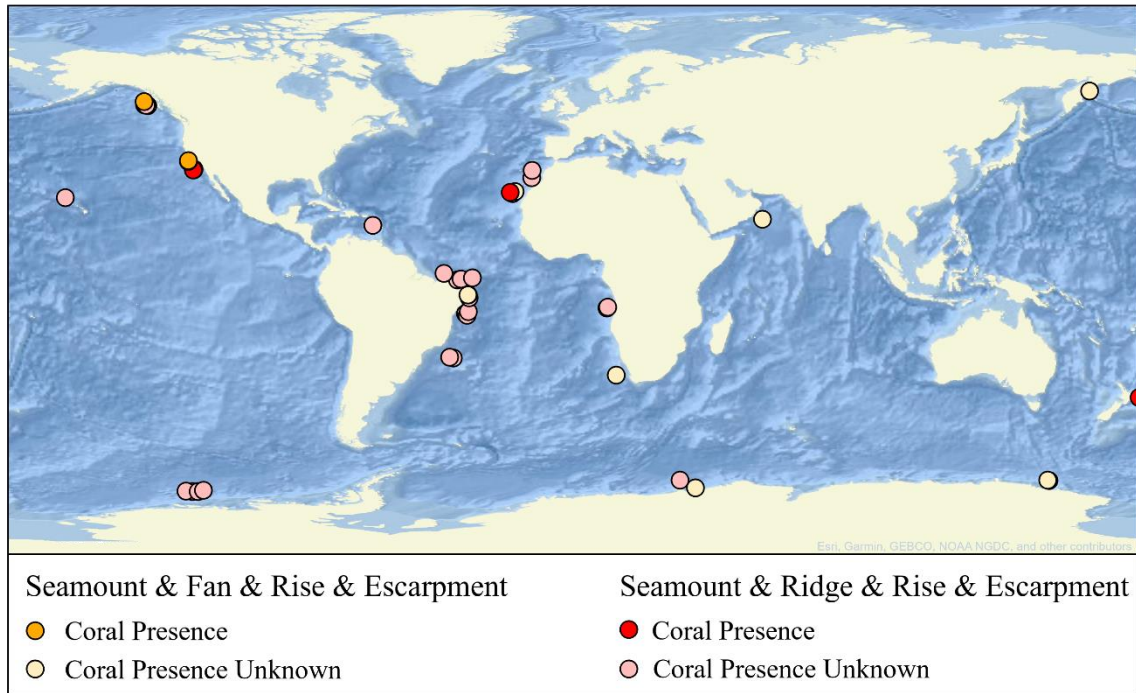 Esri, Garmin, GEBCO, NOAA NGDC, and other contributors
Seamount & Fan & Rise & Escarpment
Coral Presence
Coral Presence Unknown
Seamount & Ridge & Rise & Escarpment
Coral Presence
Coral Presence Unknown